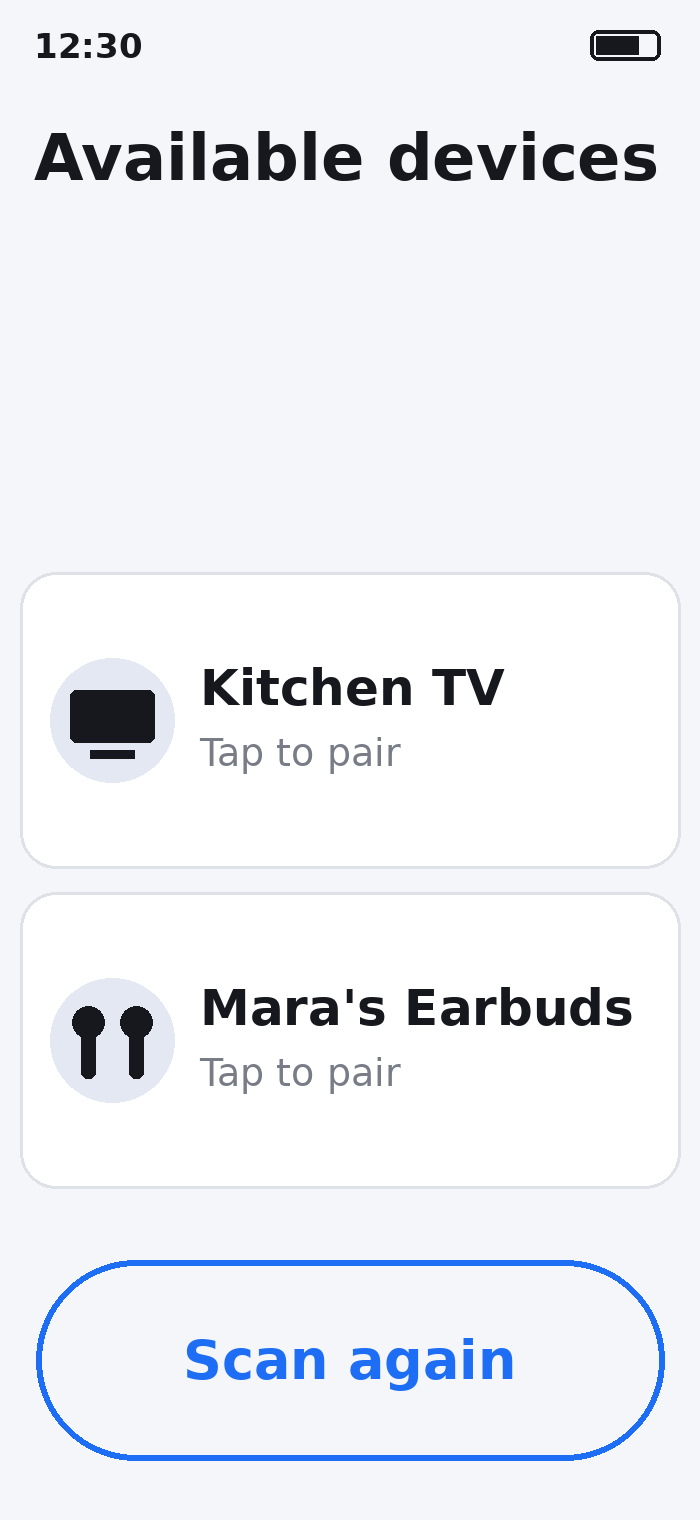 12:30
Available devices
Kitchen TV
Tap to pair
Mara's Earbuds
Tap to pair
Scan again